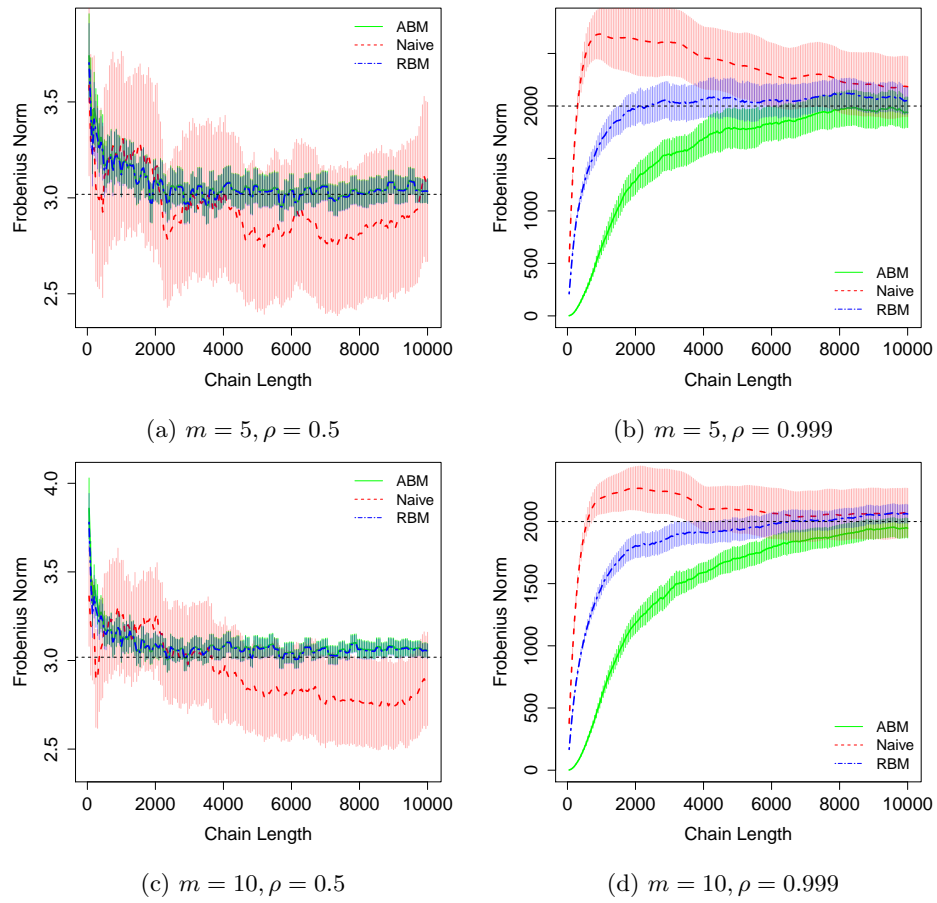 ABM
Naive
RBM
Frobenius Norm
3.5
3.0
2.5
0 2000 4000 6000 8000 10000
Chain Length
(a) m = 5, ρ = 0.5
Frobenius Norm
2000
1000
500
0
ABM
Naive
RBM
0 2000 4000 6000 8000 10000
Chain Length
(b) m = 5, ρ = 0.999
ABM
Naive
RBM
Frobenius Norm
4.0
3.5
3.0
2.5
0 2000 4000 6000 8000 10000
Chain Length
(c) m = 10, ρ = 0.5
Frobenius Norm
2000
1500
1000
500
0
ABM
Naive
RBM
0 2000 4000 6000 8000 10000
Chain Length
(d) m = 10, ρ = 0.999